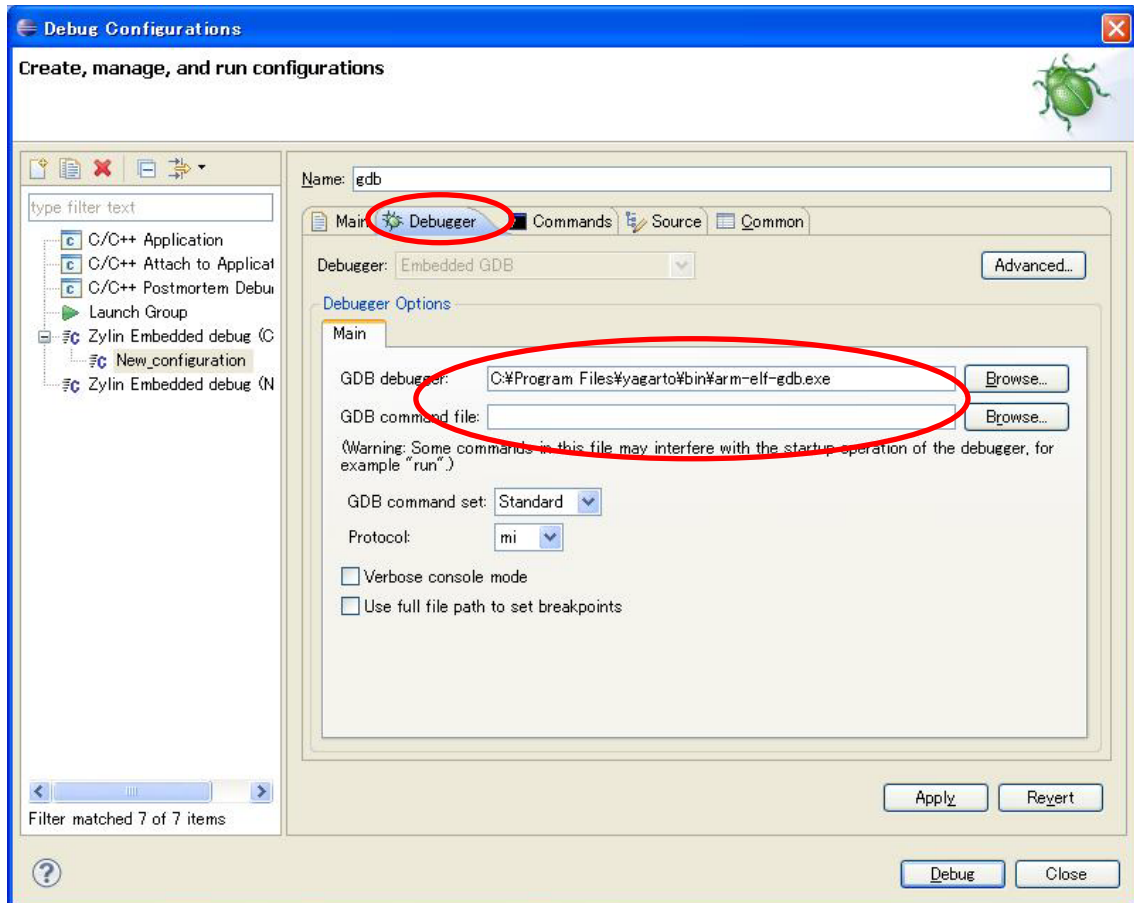 Debug Configurations
Create, manage, and run configurations
type filter text
C/C++ Application
C/C++ Attach to Applicat
C/C++ Postmortem Debu
Launch Group
Zylin Embedded debug (C
New_configuration
Zylin Embedded debug (N
Filter matched 7 of 7 items
Name: gdb
Main Debugger Commands Source Common
Debugger: Embedded GDB Advanced...
Debugger Options
Main
GDB debugger: C:¥Program Files¥yagarto¥bin¥arm-elf-gdb.exe Browse...
GDB command file: Browse...
(Warning: Some commands in this file may interfere with the startup operation of the debugger, for
example "run".)
GDB command set: Standard
Protocol: mi
Verbose console mode
Use full file path to set breakpoints
Apply Revert
? Debug Close